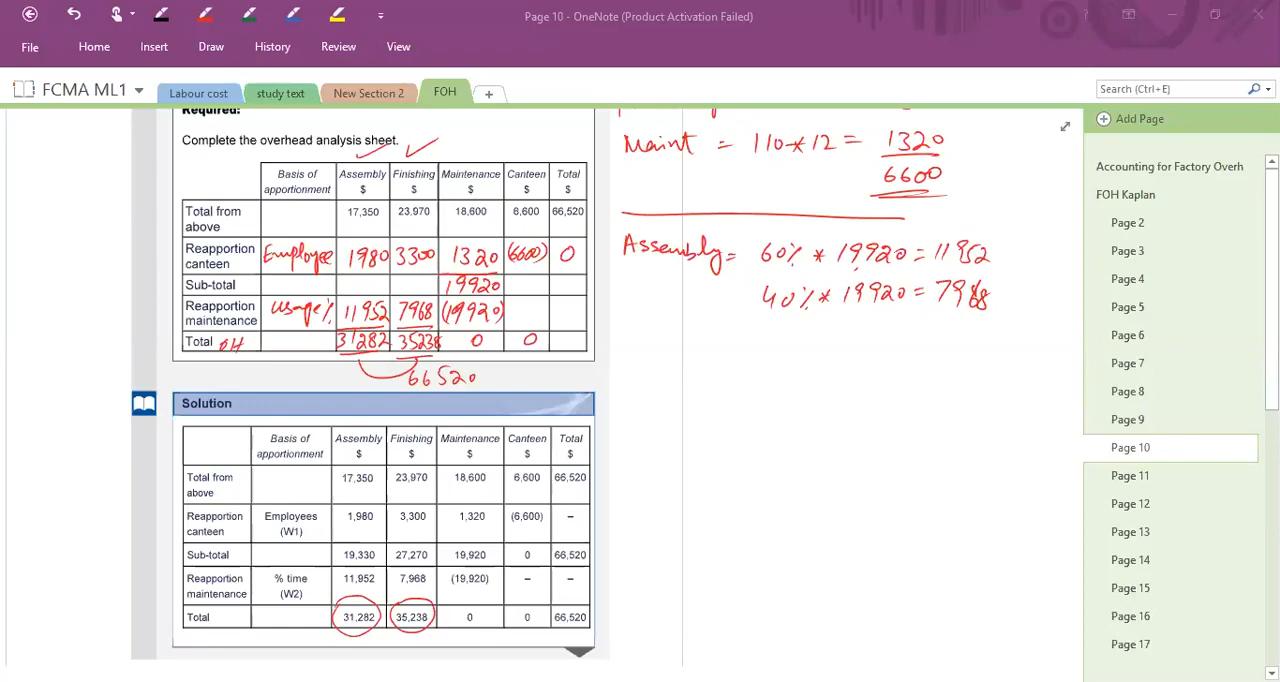 Page 10 - OneNote (Product Activation Failed)
File Home Insert Draw History Review View
FCMA ML1 Labour cost study text New Section 2 FOH
Search (Ctrl+E)
Add Page
Accounting for Factory Overh
FOH Kaplan
Page 2
Page 3
Page 4
Page 5
Page 6
Page 7
Page 8
Page 9
Page 10
Page 11
Page 12
Page 13
Page 14
Page 15
Page 16
Page 17
Required:
Complete the overhead analysis sheet.
Basis of apportionment Assembly $ Finishing $ Maintenance $ Canteen $ Total $
Total from above 17,350 23,970 18,600 6,600 66,520
Reapportion canteen Employee 1980 3300 1320 (6600) 0
Sub-total 19920
Reapportion maintenance usage% 11952 7968 (19920)
Total OH 31282 35238 0 0
66520
Solution
Basis of apportionment Assembly $ Finishing $ Maintenance $ Canteen $ Total $
Total from above 17,350 23,970 18,600 6,600 66,520
Reapportion canteen Employees (W1) 1,980 3,300 1,320 (6,600) –
Sub-total 19,330 27,270 19,920 0 66,520
Reapportion maintenance % time (W2) 11,952 7,968 (19,920) – –
Total 31,282 35,238 0 0 66,520
Maint = 110*12 = 1320
6600
Assembly = 60% * 19920 = 11952
40% * 19920 = 7968